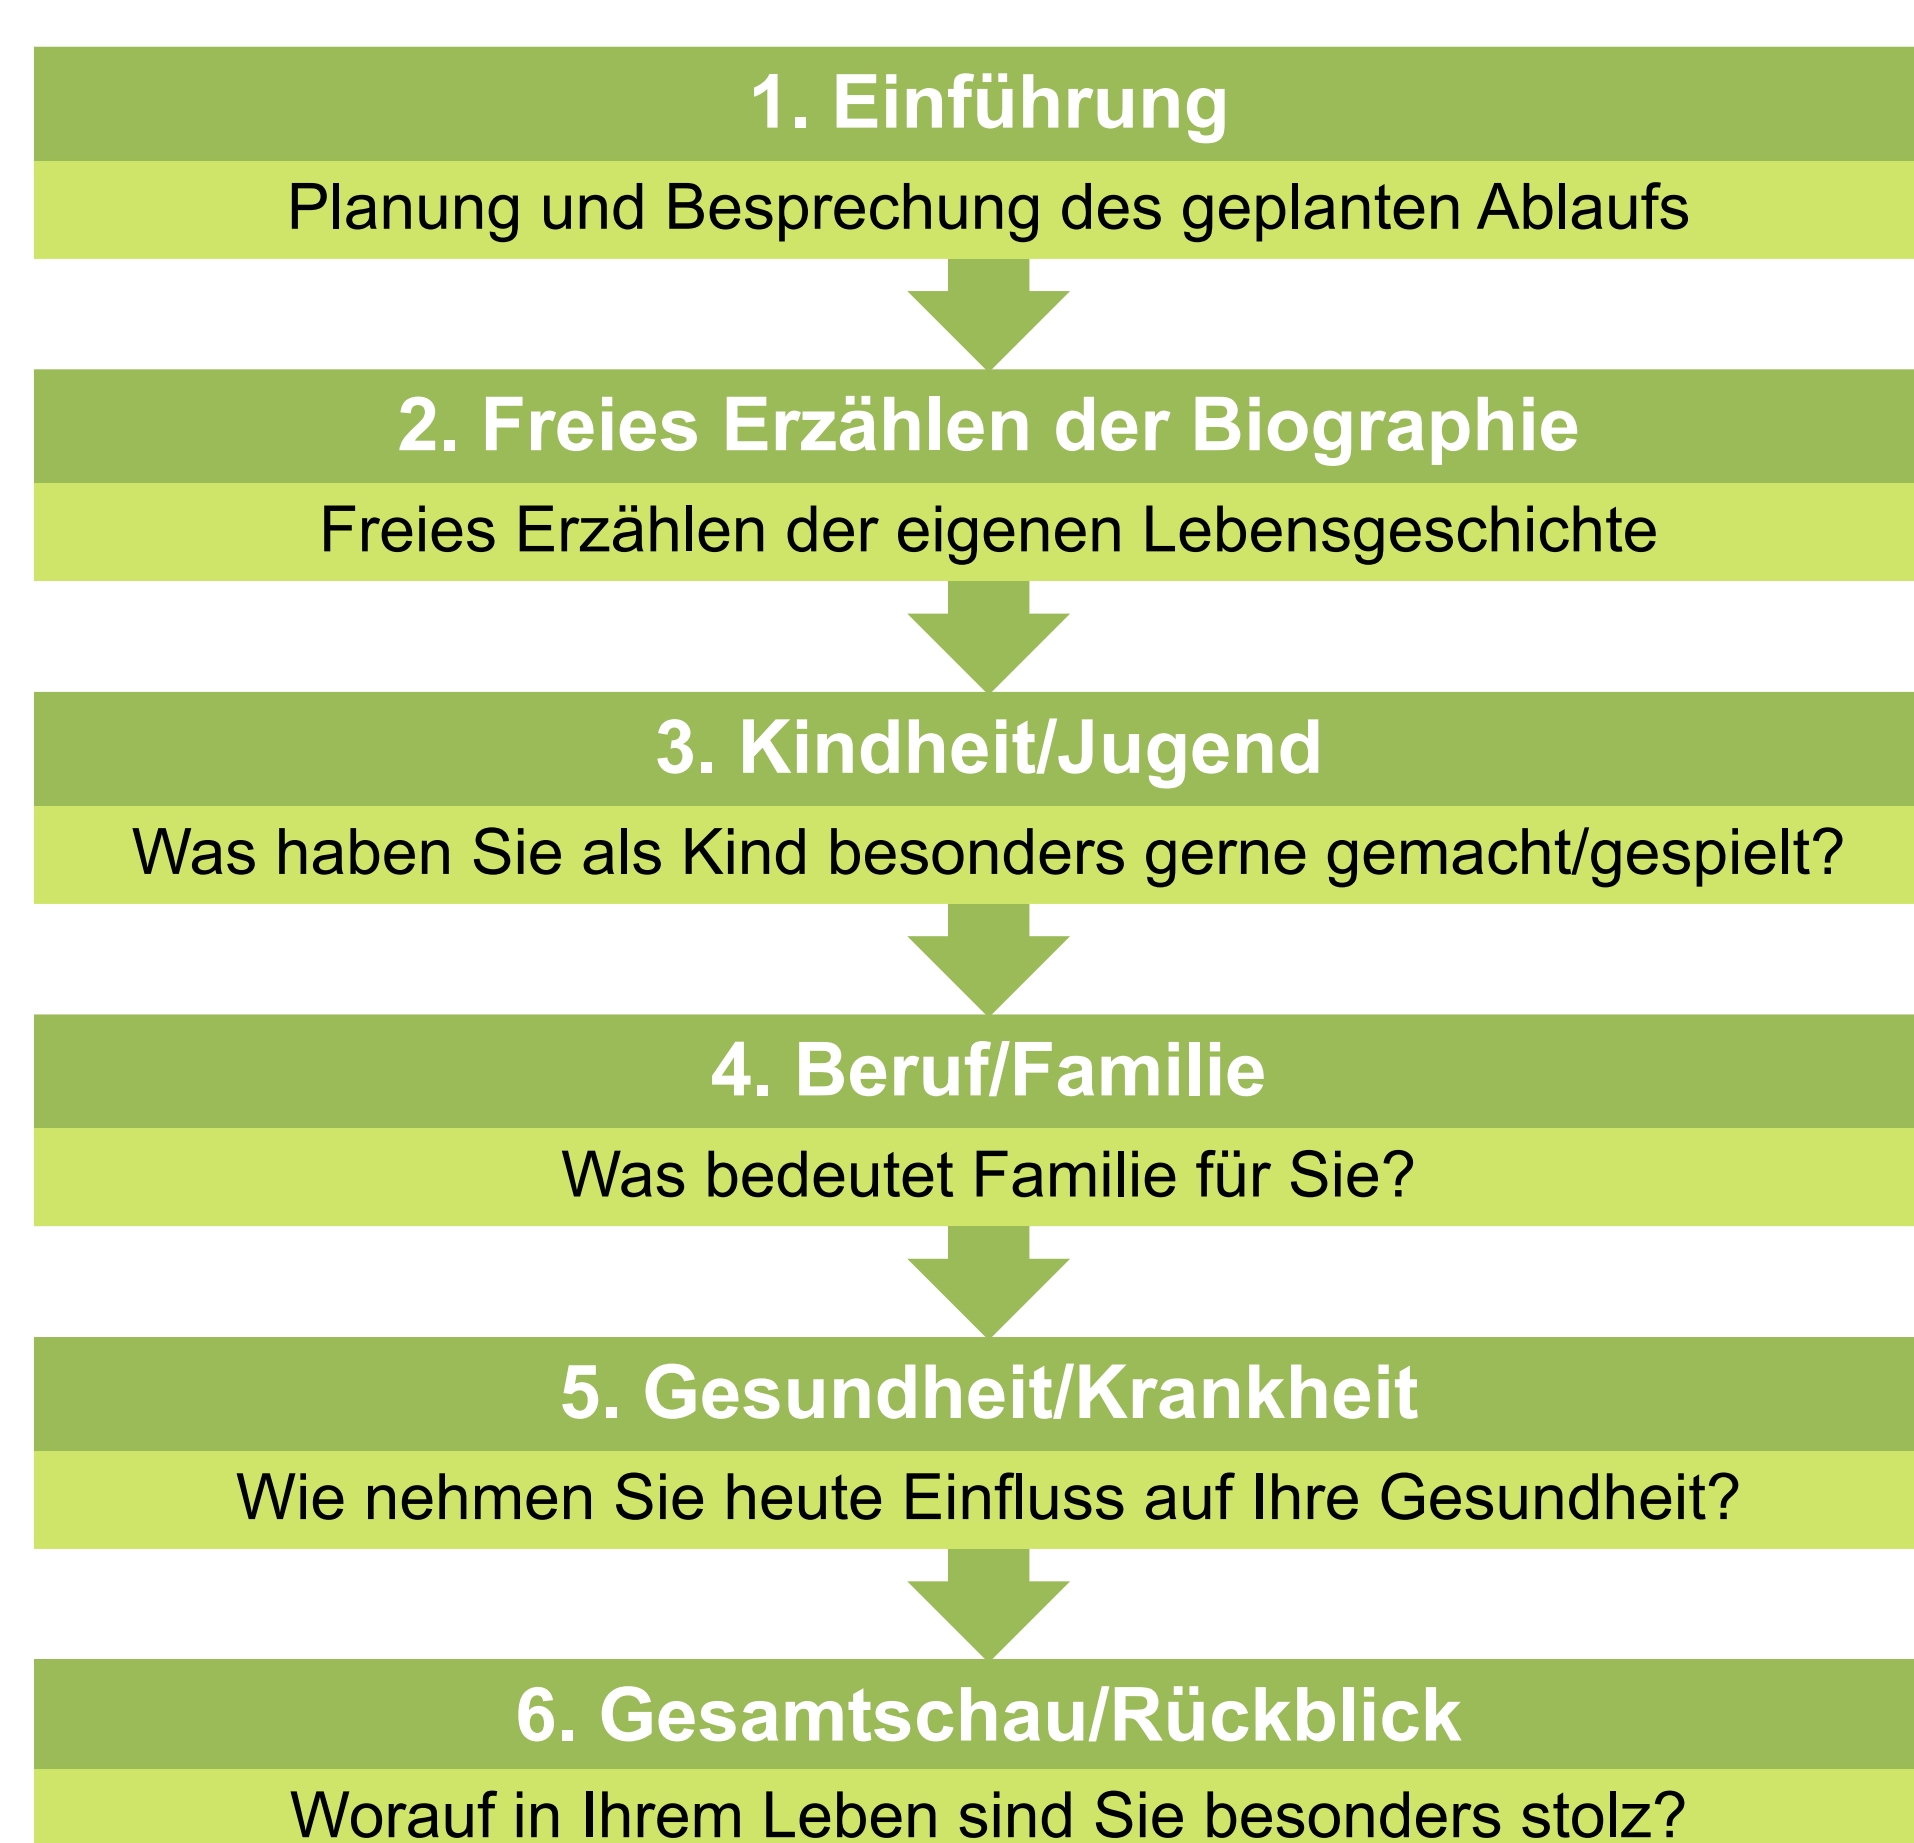 1. Einführung
Planung und Besprechung des geplanten Ablaufs
2. Freies Erzählen der Biographie
Freies Erzählen der eigenen Lebensgeschichte
3. Kindheit/Jugend
Was haben Sie als Kind besonders gerne gemacht/gespielt?
4. Beruf/Familie
Was bedeutet Familie für Sie?
5. Gesundheit/Krankheit
Wie nehmen Sie heute Einfluss auf Ihre Gesundheit?
6. Gesamtschau/Rückblick
Worauf in Ihrem Leben sind Sie besonders stolz?